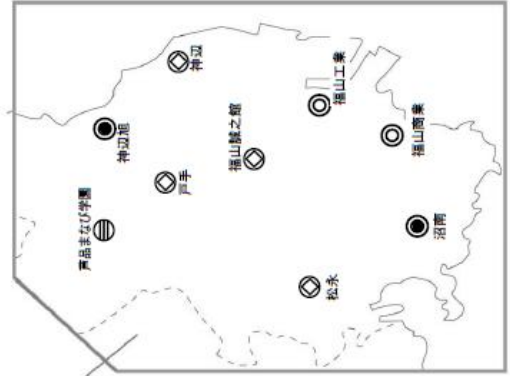 芦品まなび学園
神辺旭
戸手
神辺
福山誠之館
松永
福山工業
福山商業
沼南